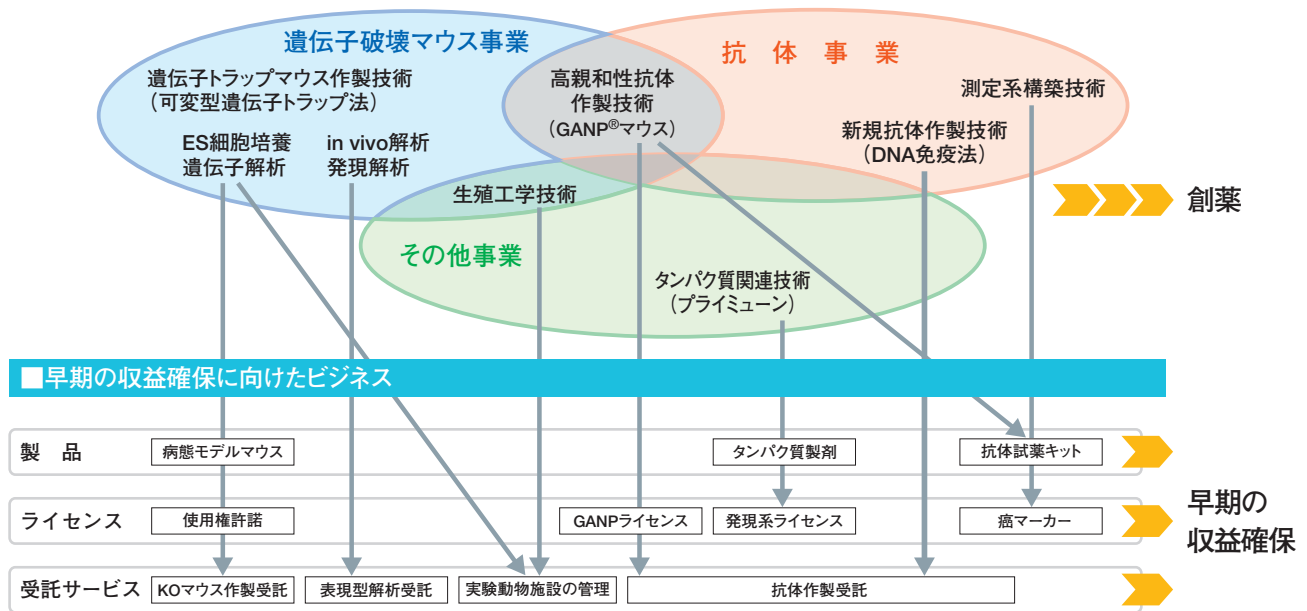 遺伝子破壊マウス事業
抗体事業
遺伝子トラップマウス作製技術
（可変型遺伝子トラップ法）
高親和性抗体
作製技術
（GANP®マウス）
測定系構築技術
ES細胞培養
遺伝子解析
in vivo解析
発現解析
新規抗体作製技術
（DNA免疫法）
生殖工学技術
創薬
その他事業
タンパク質関連技術
（プライミューン）
■早期の収益確保に向けたビジネス
製品
病態モデルマウス
タンパク質製剤
抗体試薬キット
ライセンス
使用権許諾
GANPライセンス
発現系ライセンス
癌マーカー
早期の
収益確保
受託サービス
KOマウス作製受託
表現型解析受託
実験動物施設の管理
抗体作製受託